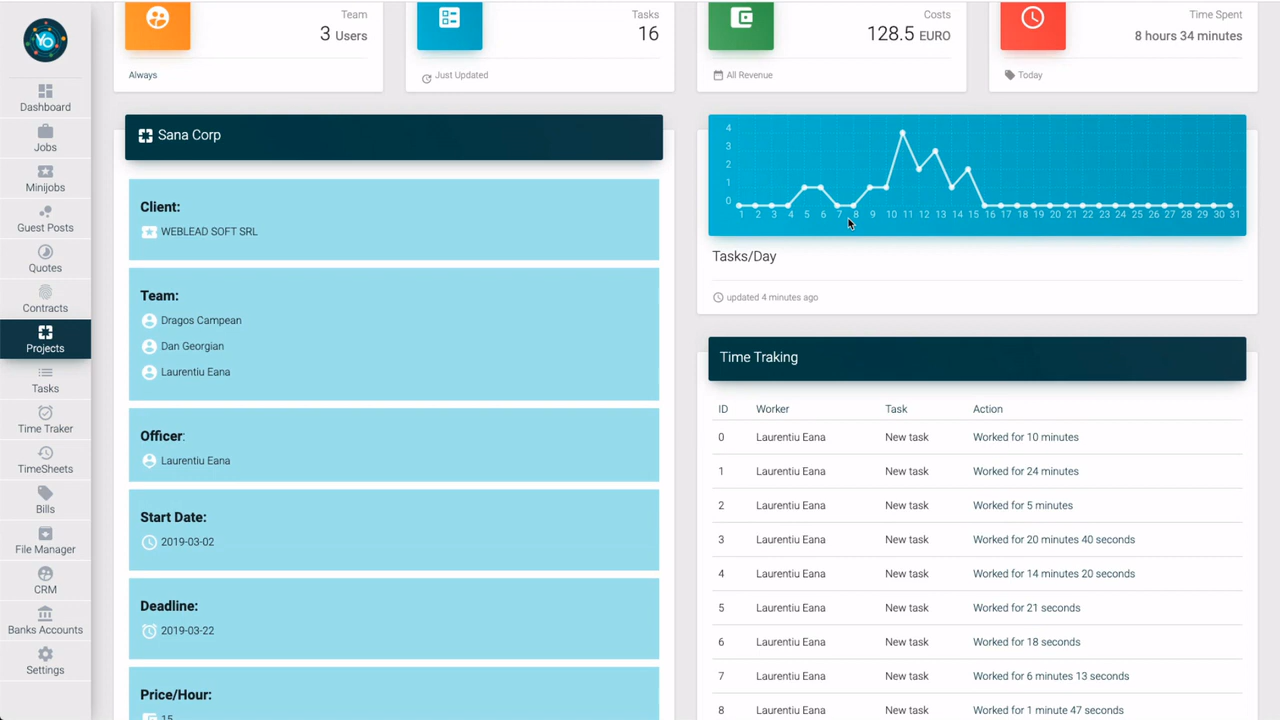 YO
Dashboard
Jobs
Minijobs
Guest Posts
Quotes
Contracts
Projects
Tasks
Time Traker
TimeSheets
Bills
File Manager
CRM
Banks Accounts
Settings
Team
3 Users
Always
Tasks
16
Just Updated
Costs
128.5 EURO
All Revenue
Time Spent
8 hours 34 minutes
Today
Sana Corp
Client:
WEBLEAD SOFT SRL
Team:
Dragos Campean
Dan Georgian
Laurentiu Eana
Officer:
Laurentiu Eana
Start Date:
2019-03-02
Deadline:
2019-03-22
Price/Hour:
15
4
3
2
1
0
1 2 3 4 5 6 7 8 9 10 11 12 13 14 15 16 17 18 19 20 21 22 23 24 25 26 27 28 29 30 31
Tasks/Day
updated 4 minutes ago
Time Traking
ID Worker Task Action
0 Laurentiu Eana New task Worked for 10 minutes
1 Laurentiu Eana New task Worked for 24 minutes
2 Laurentiu Eana New task Worked for 5 minutes
3 Laurentiu Eana New task Worked for 20 minutes 40 seconds
4 Laurentiu Eana New task Worked for 14 minutes 20 seconds
5 Laurentiu Eana New task Worked for 21 seconds
6 Laurentiu Eana New task Worked for 18 seconds
7 Laurentiu Eana New task Worked for 6 minutes 13 seconds
8 Laurentiu Eana New task Worked for 1 minute 47 seconds